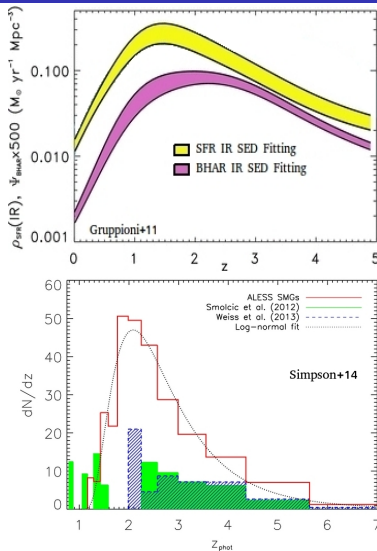 ρSFR(IR), ΨBHAR×500 (M⊙ yr⁻¹ Mpc⁻³)
0.100
0.010
0.001
SFR IR SED Fitting
BHAR IR SED Fitting
Gruppioni+11
0 1 2 3 4 5
z
60
50
40
30
20
10
0
dN/dz
ALESS SMGs
Smolcic et al. (2012)
Weiss et al. (2013)
Log-normal fit
Simpson+14
1 2 3 4 5 6 7
zphot